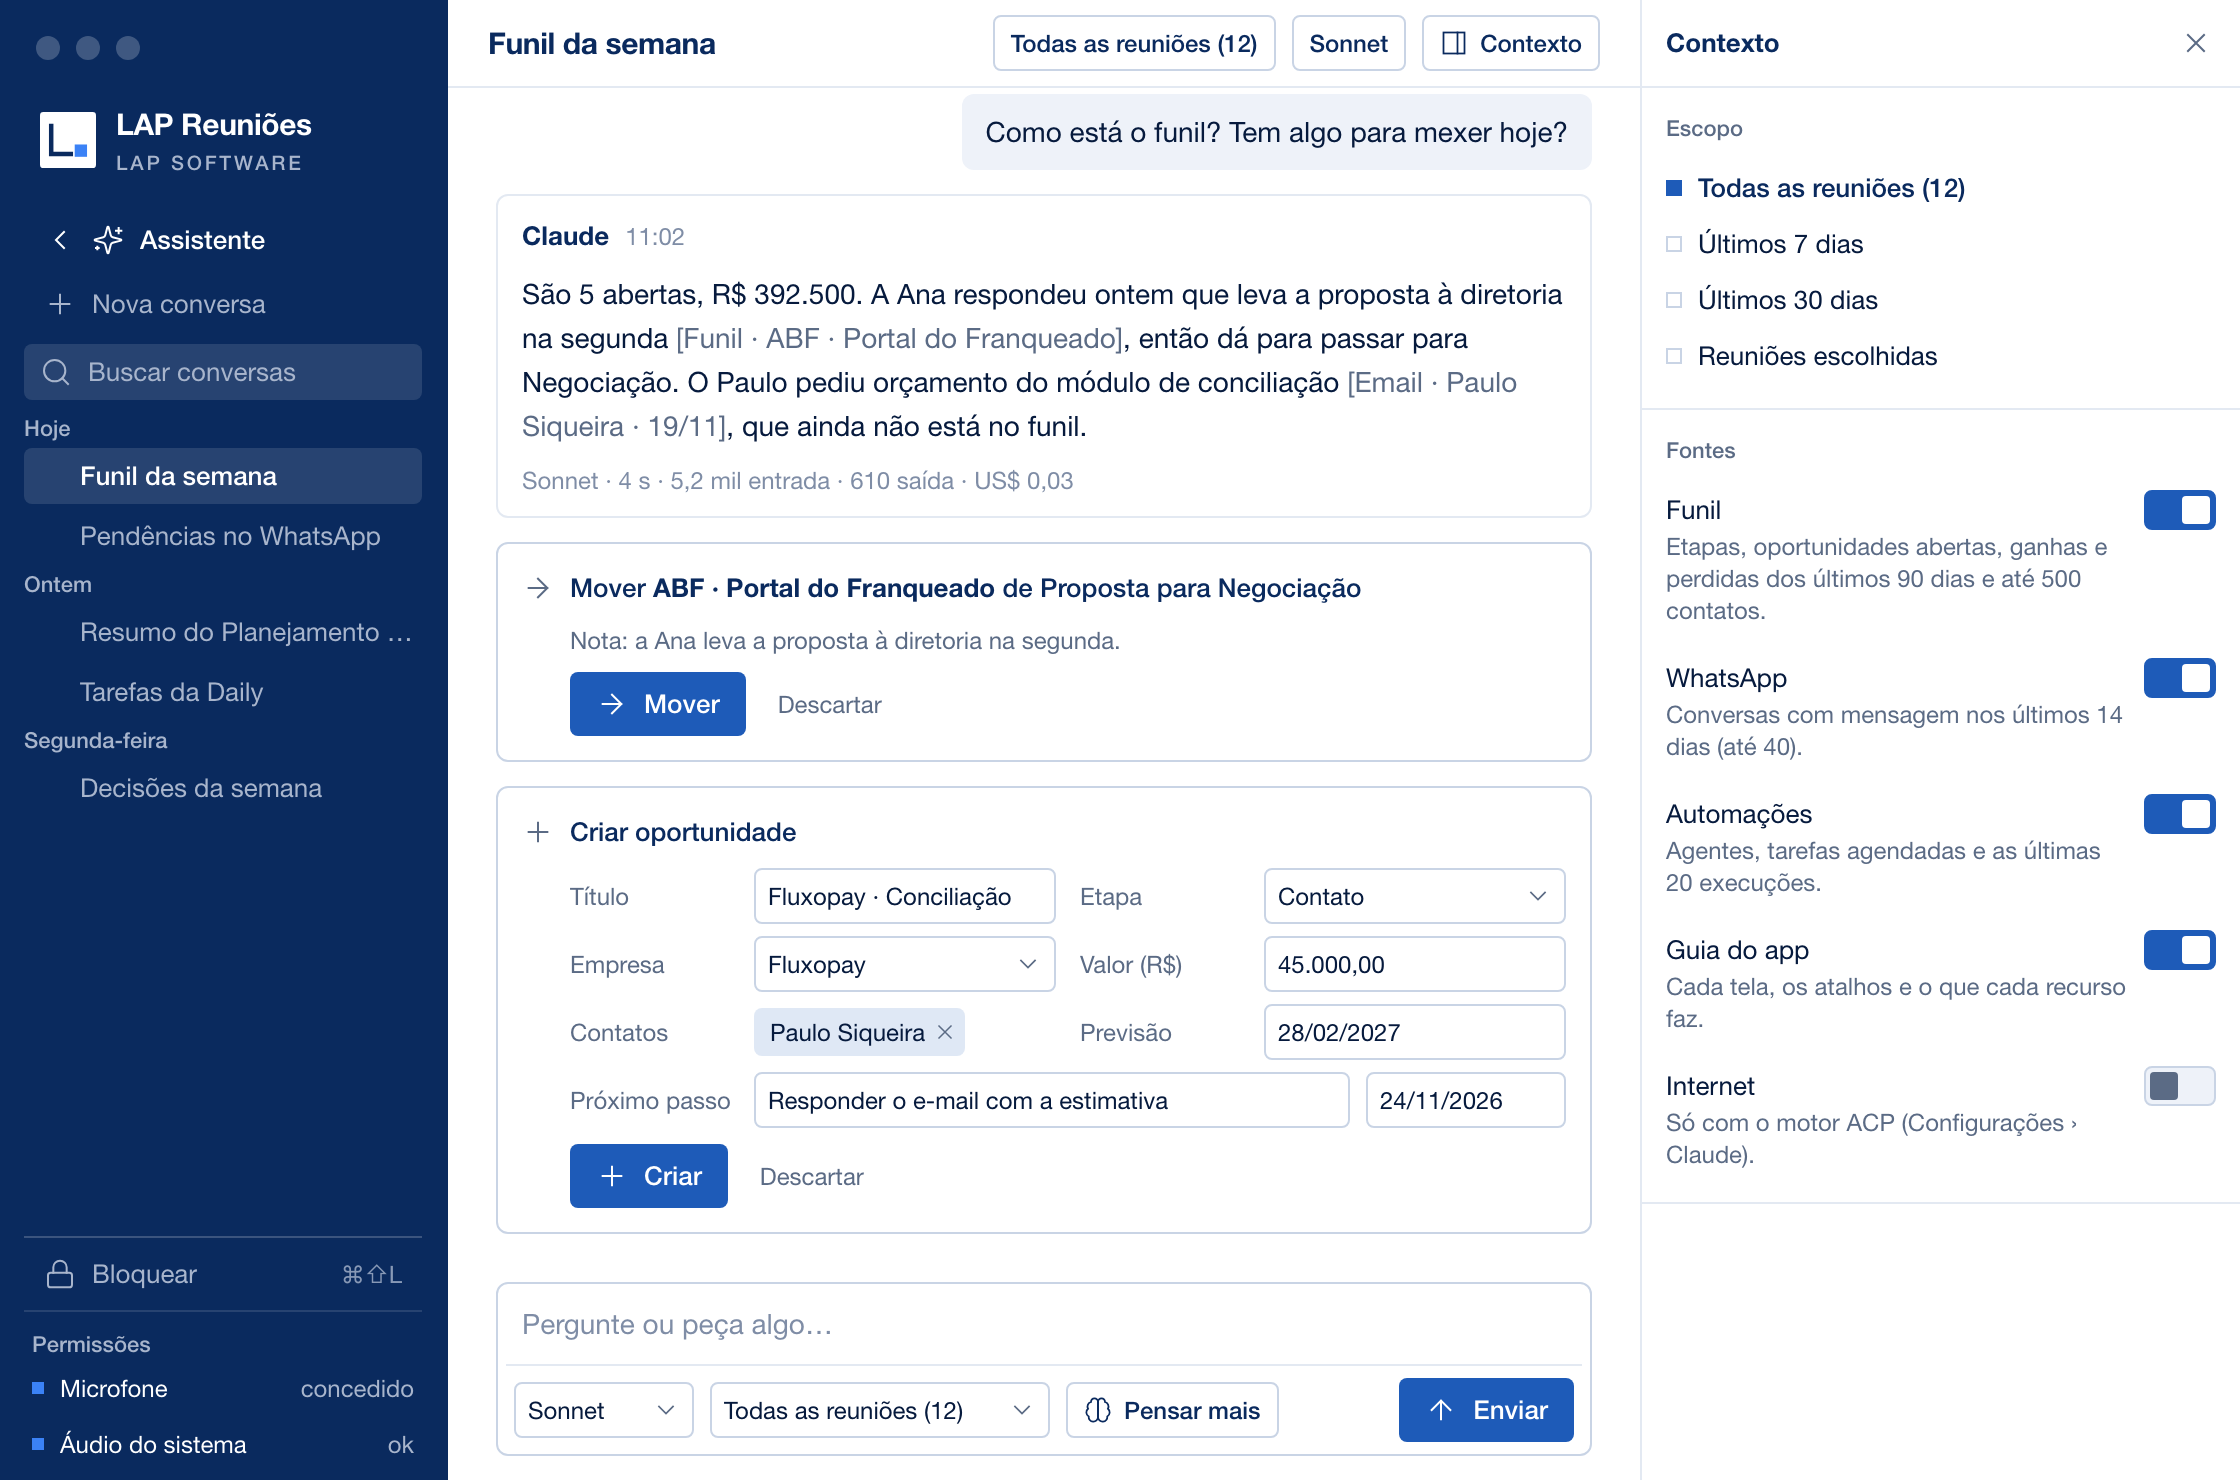 LAP Reuniões
LAP SOFTWARE
Assistente
Nova conversa
Buscar conversas
Hoje
Funil da semana
Pendências no WhatsApp
Ontem
Resumo do Planejamento …
Tarefas da Daily
Segunda-feira
Decisões da semana
Bloquear ⌘⇧L
Permissões
Microfone concedido
Áudio do sistema ok
Funil da semana
Todas as reuniões (12)
Sonnet
Contexto
Como está o funil? Tem algo para mexer hoje?
Claude 11:02
São 5 abertas, R$ 392.500. A Ana respondeu ontem que leva a proposta à diretoria
na segunda [Funil · ABF · Portal do Franqueado], então dá para passar para
Negociação. O Paulo pediu orçamento do módulo de conciliação [Email · Paulo
Siqueira · 19/11], que ainda não está no funil.
Sonnet · 4 s · 5,2 mil entrada · 610 saída · US$ 0,03
Mover ABF · Portal do Franqueado de Proposta para Negociação
Nota: a Ana leva a proposta à diretoria na segunda.
Mover
Descartar
Criar oportunidade
Título Fluxopay · Conciliação Etapa Contato
Empresa Fluxopay Valor (R$) 45.000,00
Contatos Paulo Siqueira Previsão 28/02/2027
Próximo passo Responder o e-mail com a estimativa 24/11/2026
Criar
Descartar
Pergunte ou peça algo…
Sonnet
Todas as reuniões (12)
Pensar mais
Enviar
Contexto
Escopo
Todas as reuniões (12)
Últimos 7 dias
Últimos 30 dias
Reuniões escolhidas
Fontes
Funil
Etapas, oportunidades abertas, ganhas e
perdidas dos últimos 90 dias e até 500
contatos.
WhatsApp
Conversas com mensagem nos últimos 14
dias (até 40).
Automações
Agentes, tarefas agendadas e as últimas
20 execuções.
Guia do app
Cada tela, os atalhos e o que cada recurso
faz.
Internet
Só com o motor ACP (Configurações ›
Claude).